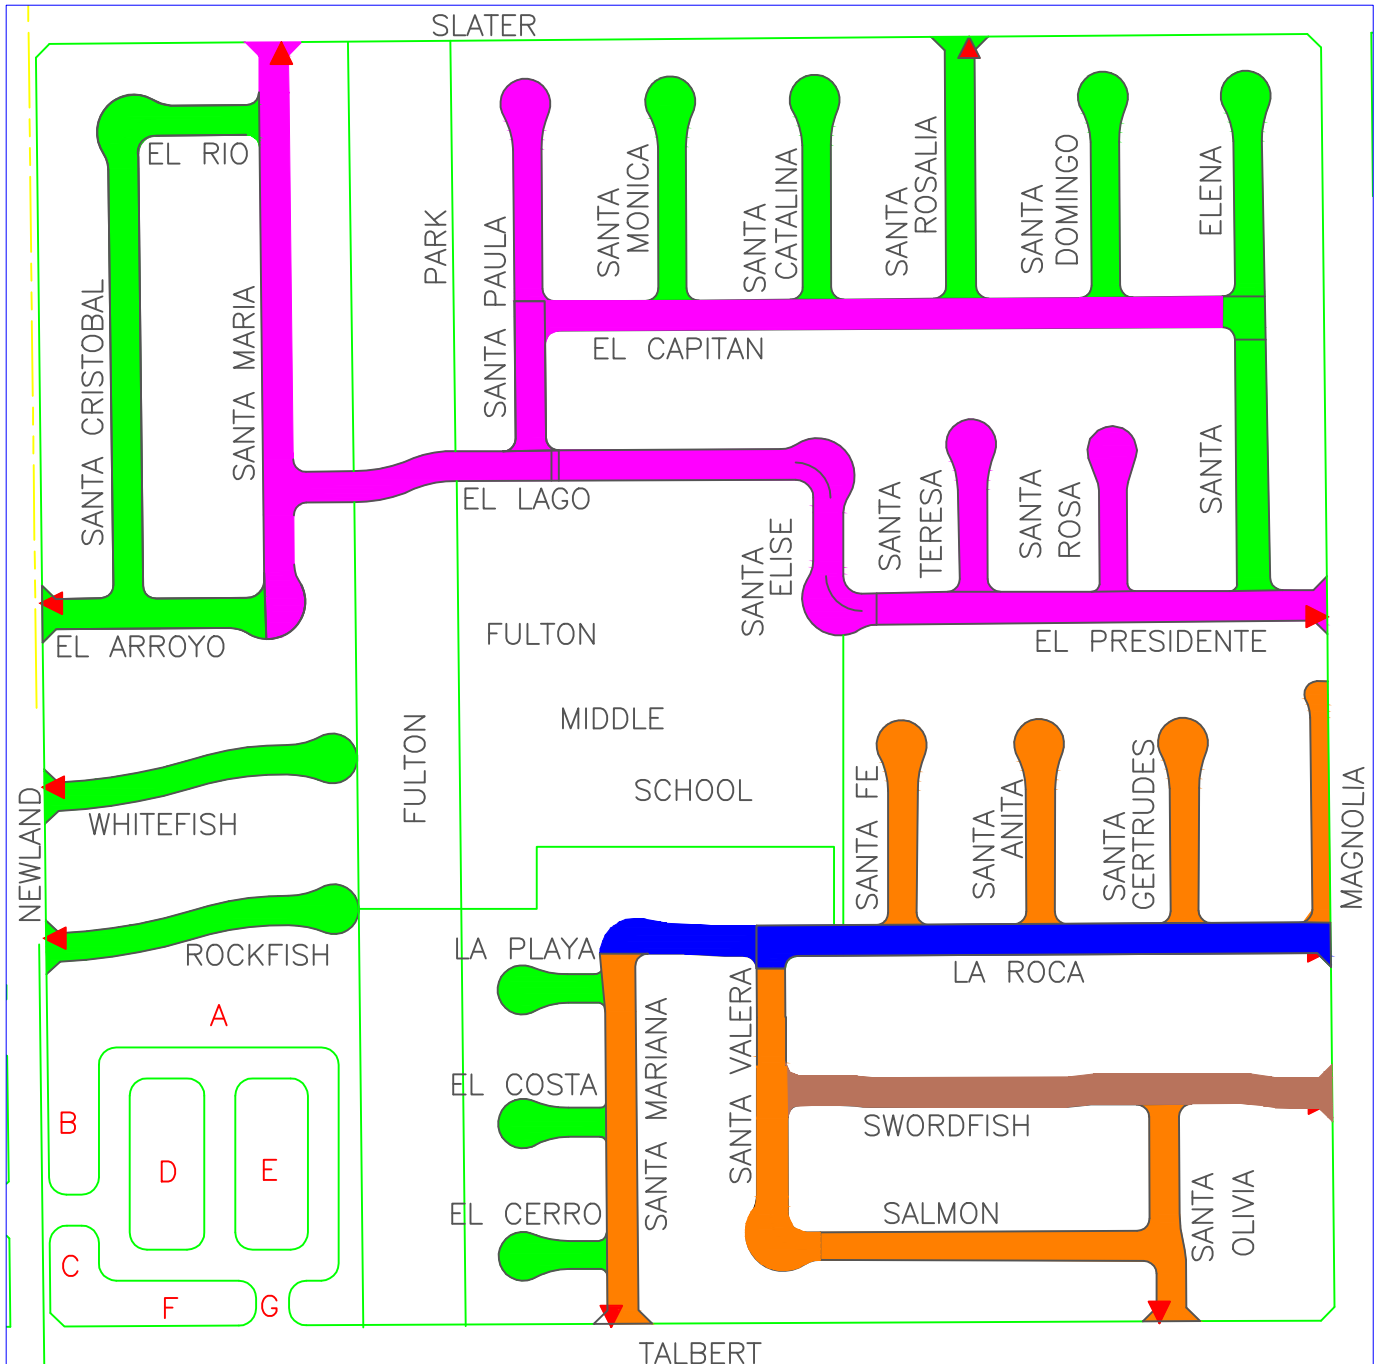 SLATER
EL RIO
PARK
SANTA PAULA
SANTA
MONICA
SANTA
CATALINA
SANTA
ROSALIA
SANTA
DOMINGO
ELENA
SANTA CRISTOBAL
SANTA MARIA
EL CAPITAN
EL LAGO
SANTA
ELISE
SANTA
TERESA
SANTA
ROSA
SANTA
EL ARROYO
FULTON
EL PRESIDENTE
MIDDLE
SCHOOL
FULTON
NEWLAND
WHITEFISH
SANTA FE
SANTA
ANITA
SANTA
GERTRUDES
MAGNOLIA
ROCKFISH
LA PLAYA
LA ROCA
A
SANTA MARIANA
SANTA VALERA
EL COSTA
B
SWORDFISH
D
E
EL CERRO
SALMON
SANTA
OLIVIA
C
F
G
TALBERT